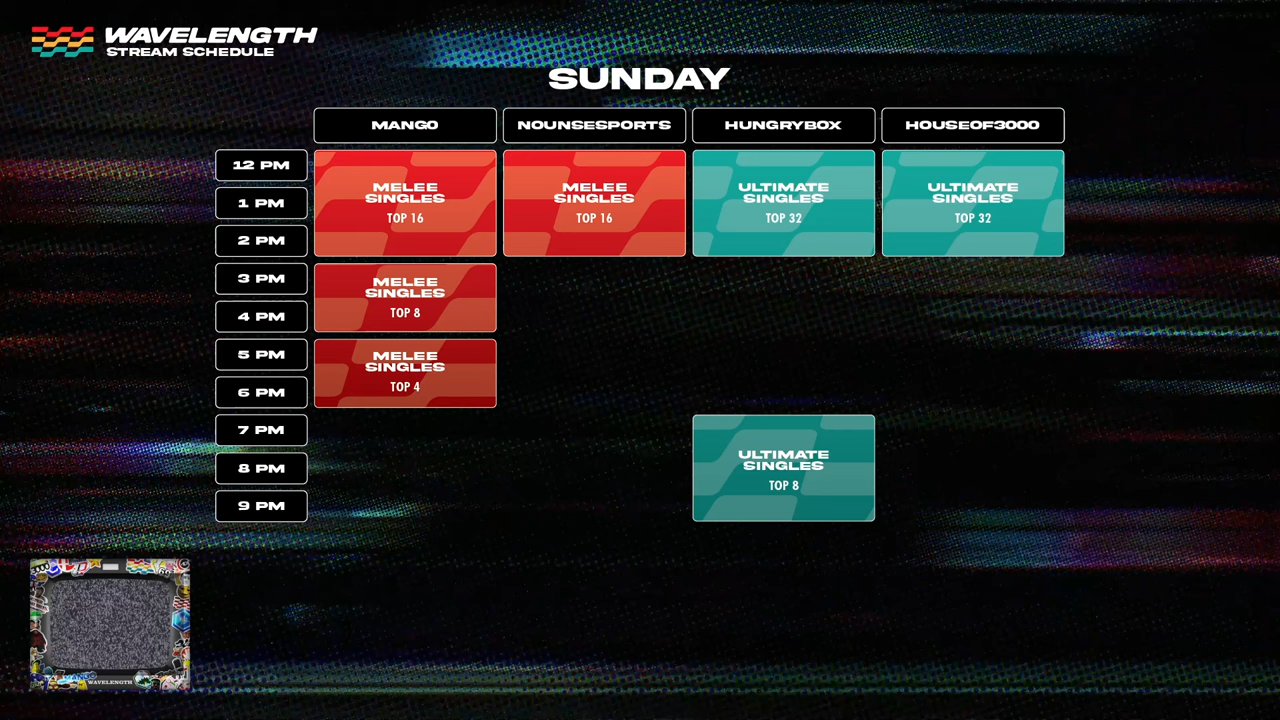 WAVELENGTH
STREAM SCHEDULE
SUNDAY
MANG0
NOUNSESPORTS
HUNGRYBOX
HOUSEOF3000
12 PM
1 PM
2 PM
3 PM
4 PM
5 PM
6 PM
7 PM
8 PM
9 PM
MELEE
SINGLES
TOP 16
MELEE
SINGLES
TOP 16
ULTIMATE
SINGLES
TOP 32
ULTIMATE
SINGLES
TOP 32
MELEE
SINGLES
TOP 8
MELEE
SINGLES
TOP 4
ULTIMATE
SINGLES
TOP 8
WAVELENGTH